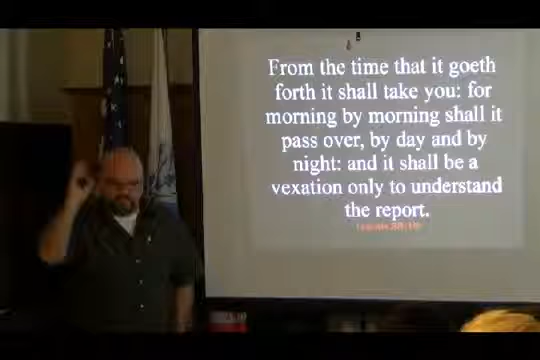 From the time that it goeth
forth it shall take you: for
morning by morning shall it
pass over, by day and by
night: and it shall be a
vexation only to understand
the report.